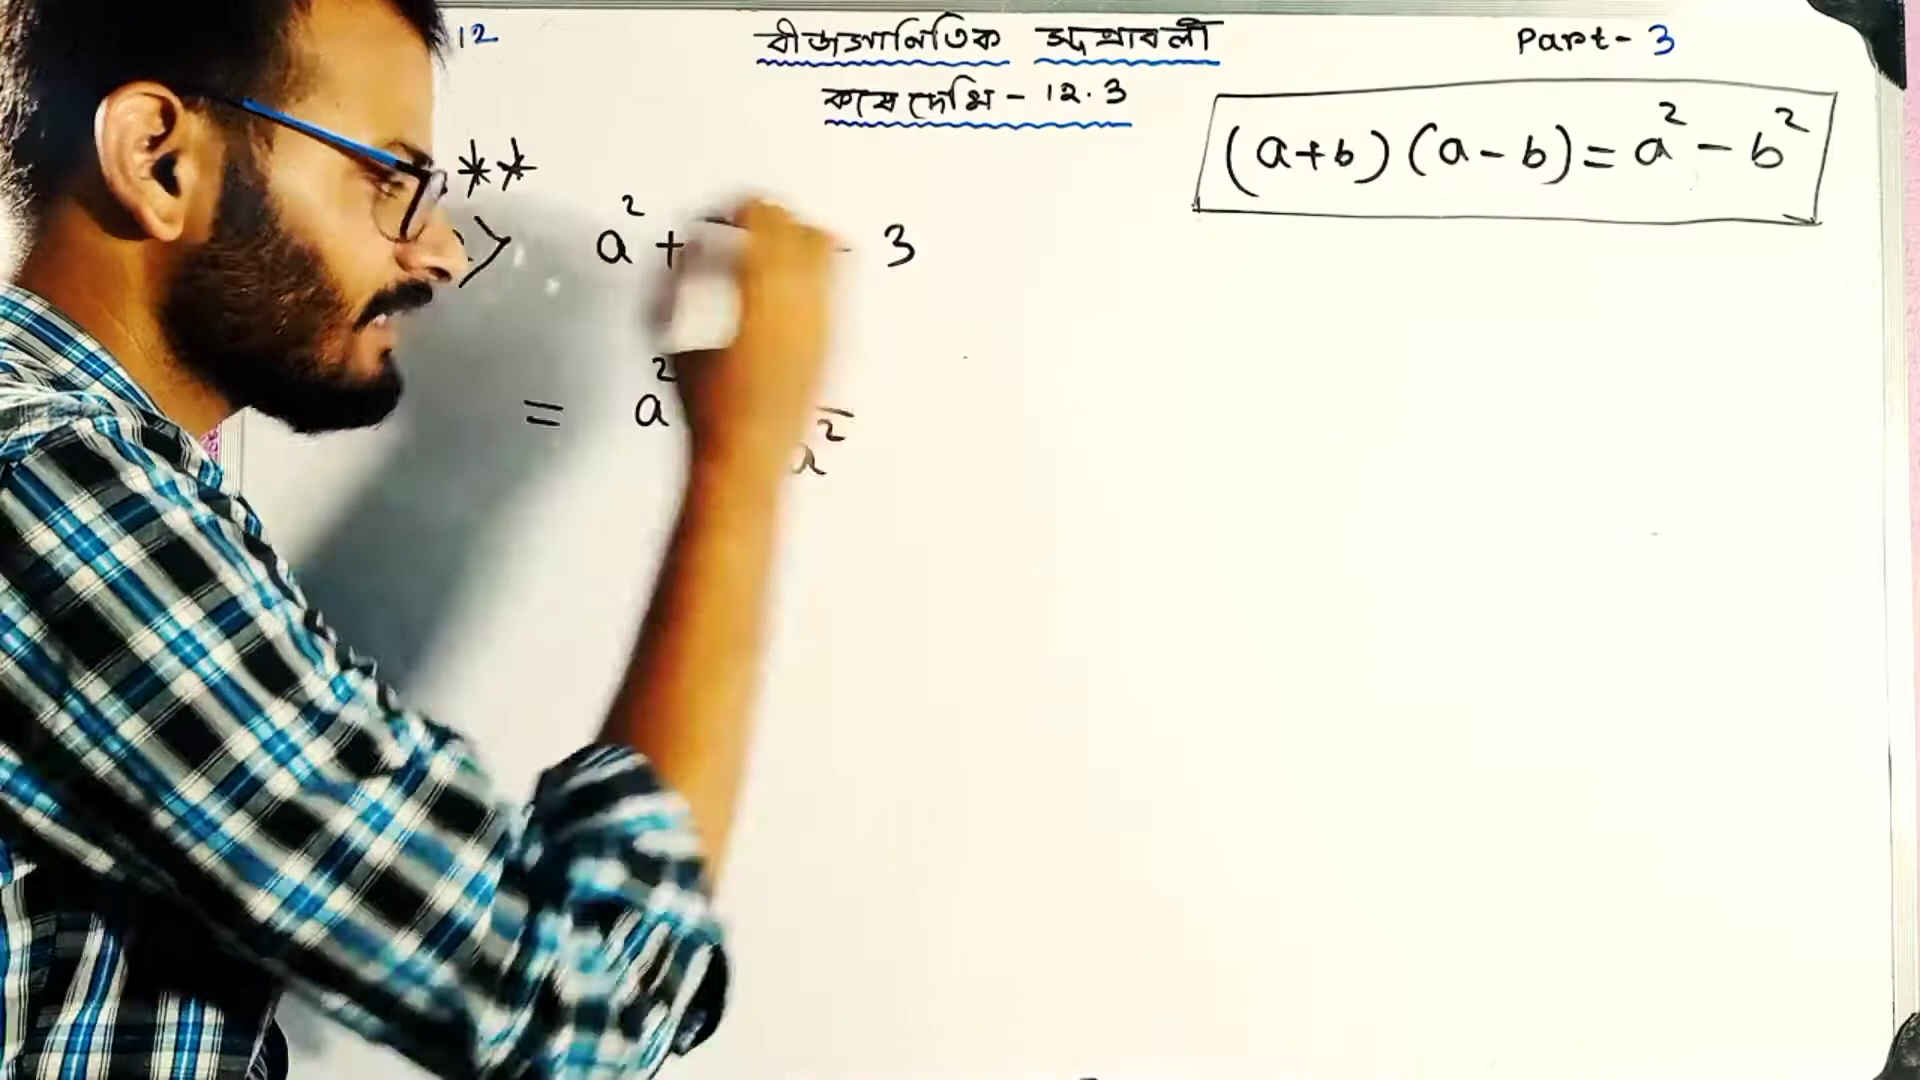 12 বীজগানিতিক সূত্রাবলী Part- 3
কষে দেখি - 12.3
(a+b) (a-b) = a² - b²
**
> a² + - 3
= a²
a²